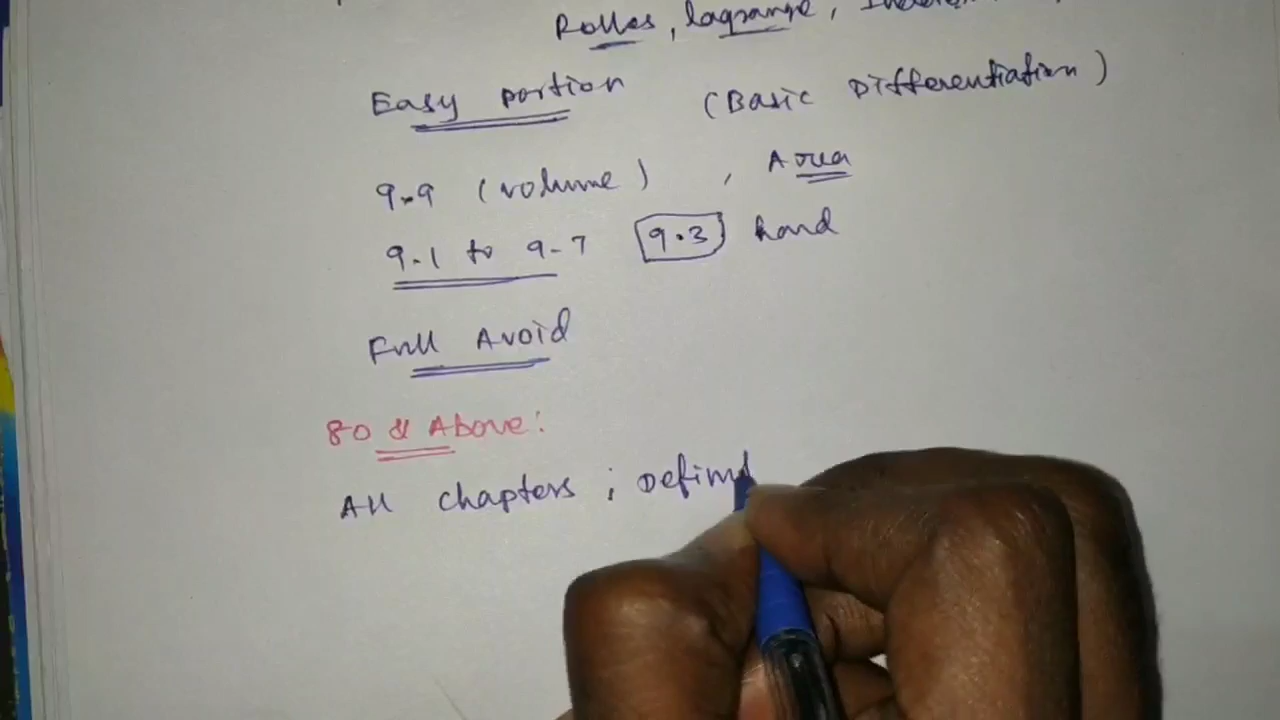 Rolles, lagrange,
Easy portion (Basic Differentiation)
9.9 (volume), Area
9.1 to 9.7 9.3 hard
Full Avoid
80 & Above:
All chapters;